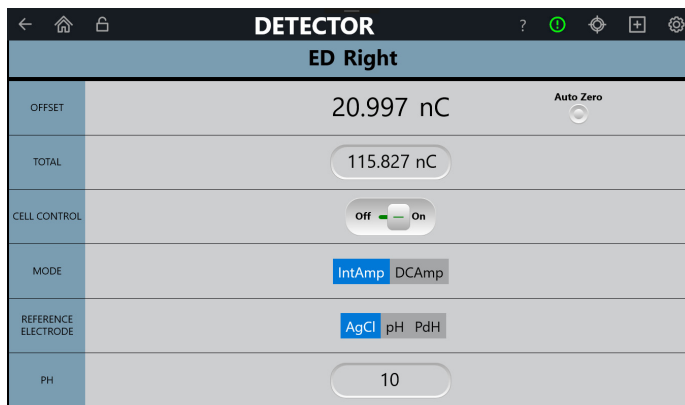 DETECTOR
?
ED Right
OFFSET
20.997 nC
Auto Zero
TOTAL
115.827 nC
CELL CONTROL
Off On
MODE
IntAmp DCAmp
REFERENCE
ELECTRODE
AgCl pH PdH
PH
10